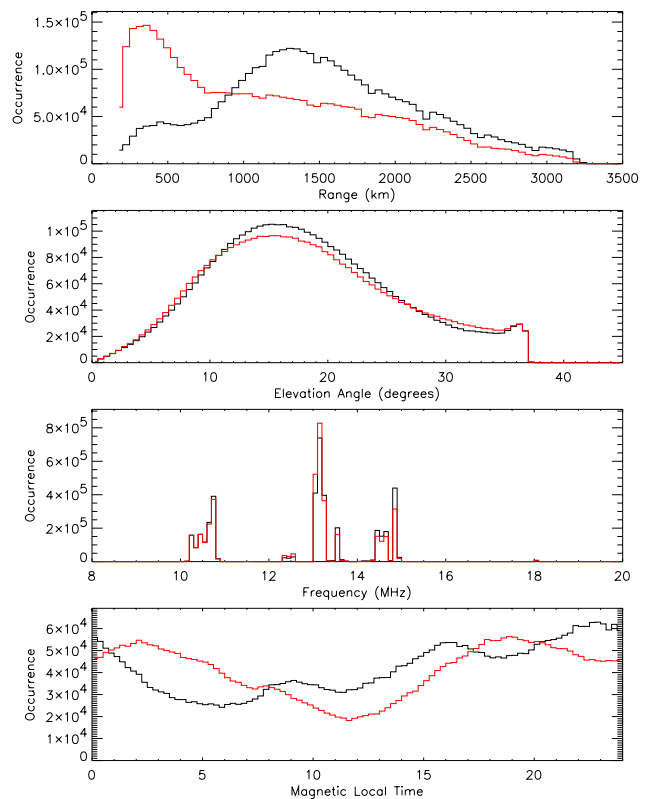 1.5×10⁵
1.0×10⁵
5.0×10⁴
0
Occurrence
0 500 1000 1500 2000 2500 3000 3500
Range (km)
1×10⁵
8×10⁴
6×10⁴
4×10⁴
2×10⁴
0
Occurrence
0 10 20 30 40
Elevation Angle (degrees)
8×10⁵
6×10⁵
4×10⁵
2×10⁵
Occurrence
8 10 12 14 16 18 20
Frequency (MHz)
6×10⁴
5×10⁴
4×10⁴
3×10⁴
2×10⁴
1×10⁴
0
Occurrence
0 5 10 15 20
Magnetic Local Time